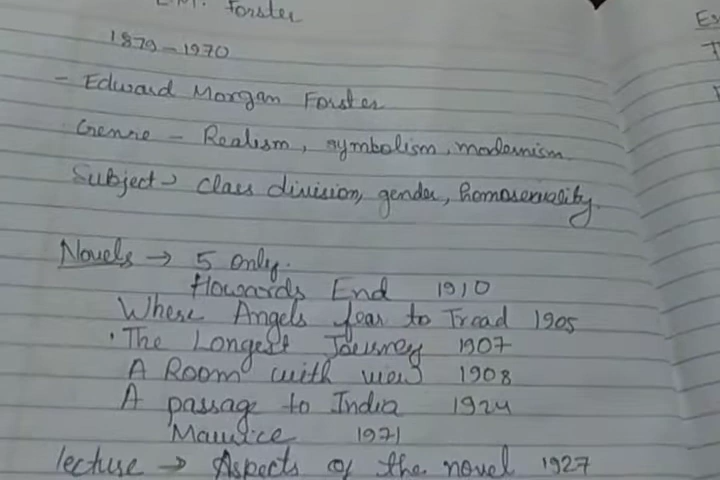 E.M. Forster
1879-1970
- Edward Morgan Forster
Genre - Realism, symbolism, modernism
Subject → Class division, gender, homosexuality.
Novels → 5 only.
Howards End 1910
Where Angels fear to Tread 1905
The Longest Journey 1907
A Room with view 1908
A passage to India 1924
Maurice 1971
lecture → Aspects of the novel 1927